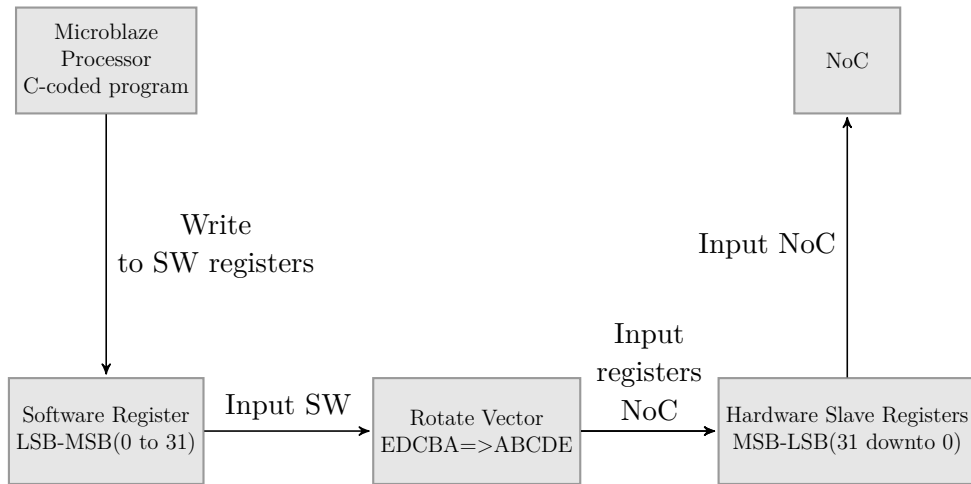 Microblaze
Processor
C-coded program
NoC
Write
to SW registers
Input NoC
Software Register
LSB-MSB(0 to 31)
Input SW
Rotate Vector
EDCBA=>ABCDE
Input
registers
NoC
Hardware Slave Registers
MSB-LSB(31 downto 0)